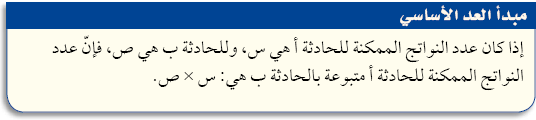 مبدأ العد الأساسي
إذا كان عدد النواتج الممكنة للحادثة أ هي س، وللحادثة ب هي ص، فإنّ عدد
النواتج الممكنة للحادثة أ متبوعة بالحادثة ب هي: س × ص.